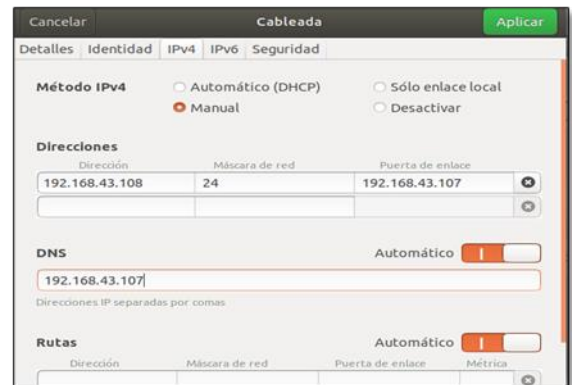 Cancelar Cableada Aplicar
Detalles Identidad IPv4 IPv6 Seguridad
Método IPv4 Automático (DHCP) Sólo enlace local
Manual Desactivar
Direcciones
Dirección Máscara de red Puerta de enlace
192.168.43.108 24 192.168.43.107
DNS Automático
192.168.43.107
Direcciones IP separadas por comas
Rutas Automático
Dirección Máscara de red Puerta de enlace Métrica